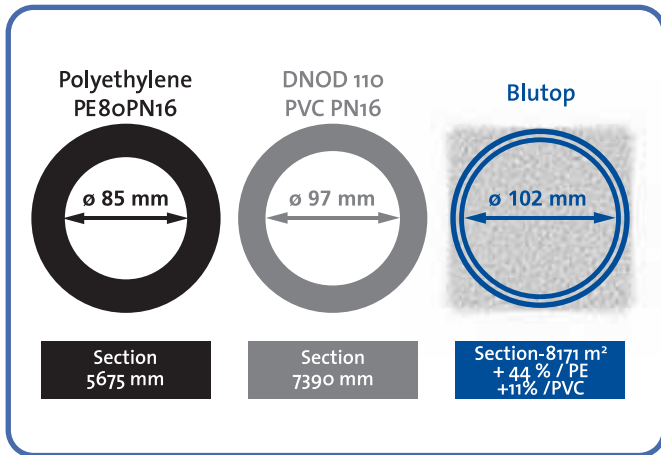 Polyethylene
PE80PN16
DNOD 110
PVC PN16
Blutop
ø 85 mm
ø 97 mm
ø 102 mm
Section
5675 mm
Section
7390 mm
Section-8171 m²
+ 44 % / PE
+11% /PVC